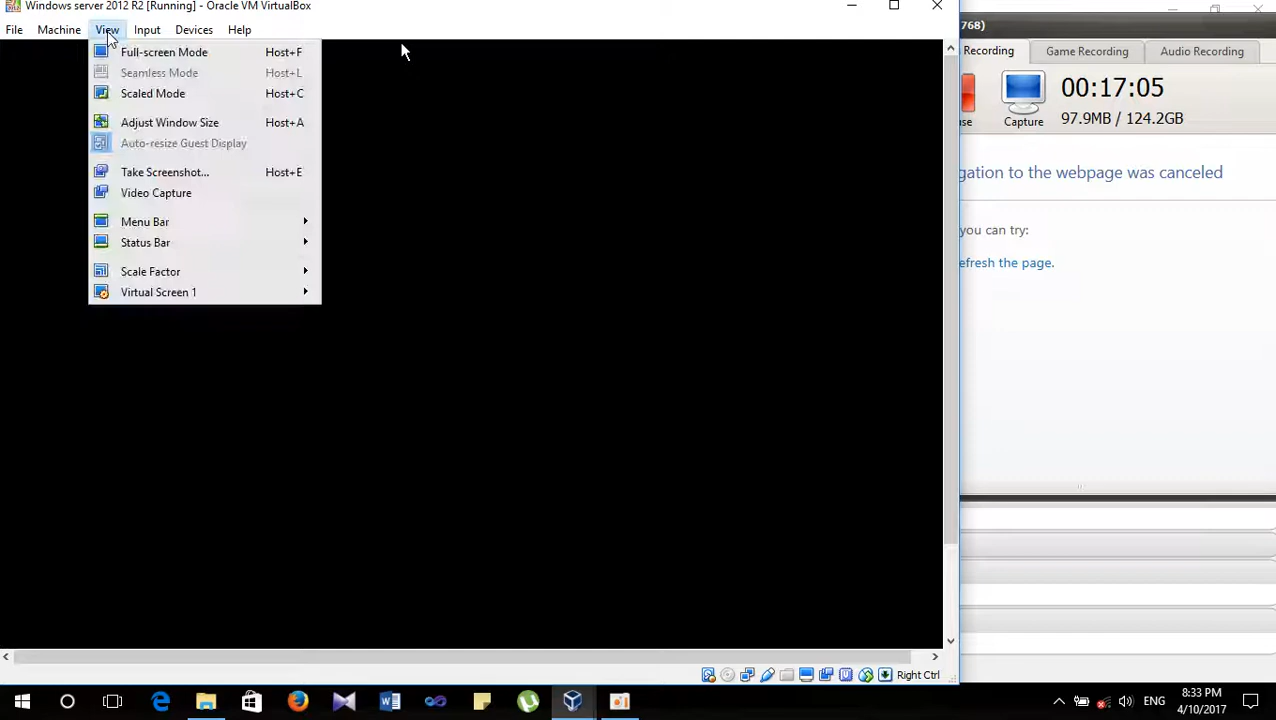 Windows server 2012 R2 [Running] - Oracle VM VirtualBox
File Machine View Input Devices Help
Full-screen Mode Host+F
Seamless Mode Host+L
Scaled Mode Host+C
Adjust Window Size Host+A
Auto-resize Guest Display
Take Screenshot... Host+E
Video Capture
Menu Bar
Status Bar
Scale Factor
Virtual Screen 1
768)
Recording Game Recording Audio Recording
00:17:05
97.9MB / 124.2GB
use Capture
gation to the webpage was canceled
you can try:
efresh the page.
Right Ctrl
ENG
8:33 PM
4/10/2017